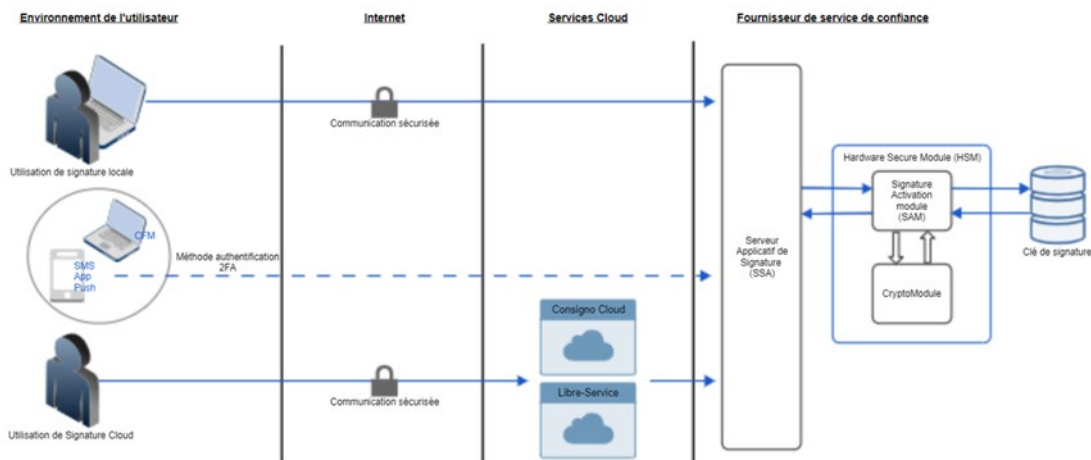 Environnement de l'utilisateur
Internet
Services Cloud
Fournisseur de service de confiance
Communication sécurisée
Utilisation de signature locale
Hardware Secure Module (HSM)
Signature
Activation
module
(SAM)
CFM
SMS
App
Push
Méthode authentification
2FA
Serveur
Applicatif de
Signature
(SSA)
Clé de signature
CryptoModule
Consigno Cloud
Libre-Service
Communication sécurisée
Utilisation de Signature Cloud